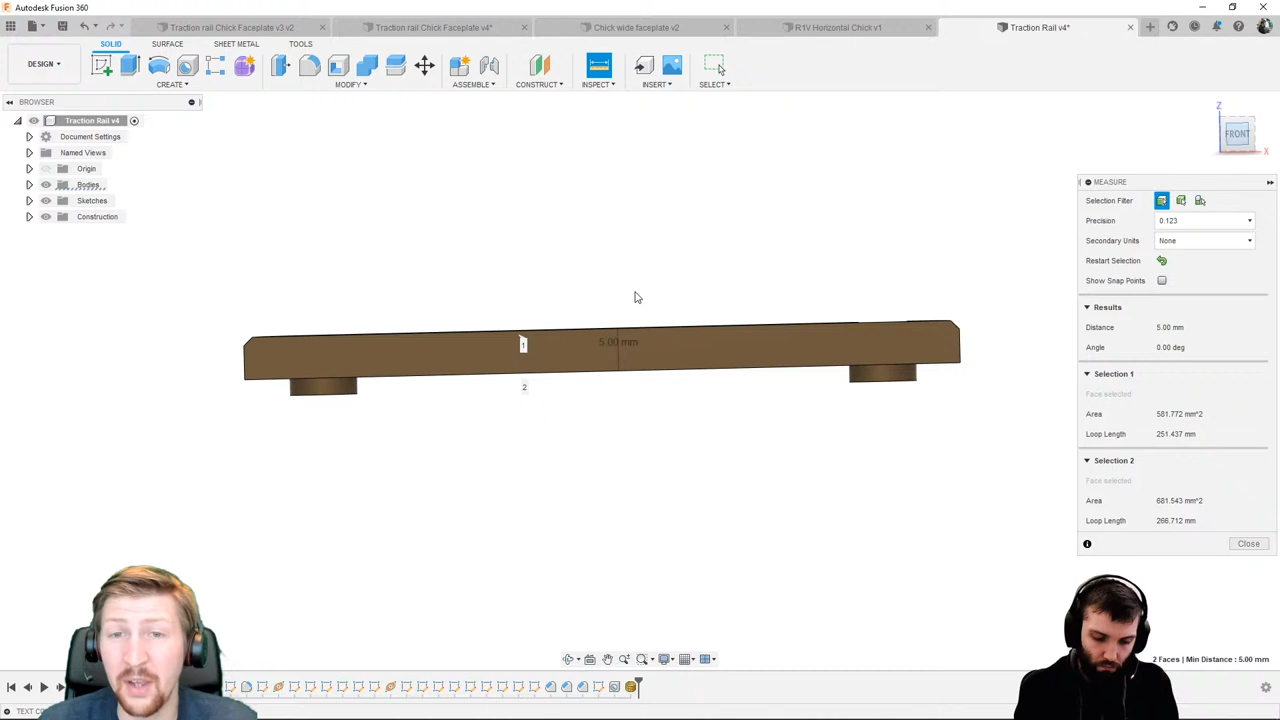 Autodesk Fusion 360
Traction rail Chick Faceplate v3 v2
Traction rail Chick Faceplate v4*
Chick wide faceplate v2
R1V Horizontal Chick v1
Traction Rail v4*
SOLID
SURFACE
SHEET METAL
TOOLS
DESIGN
CREATE
MODIFY
ASSEMBLE
CONSTRUCT
INSPECT
INSERT
SELECT
BROWSER
Traction Rail v4
Document Settings
Named Views
Origin
Bodies
Sketches
Construction
Z
FRONT
X
MEASURE
Selection Filter
Precision 0.123
Secondary Units None
Restart Selection
Show Snap Points
Results
Distance 5.00 mm
Angle 0.00 deg
Selection 1
Face selected
Area 581.772 mm^2
Loop Length 251.437 mm
Selection 2
Face selected
Area 681.543 mm^2
Loop Length 266.712 mm
Close
1
5.00 mm
2
2 Faces | Min Distance : 5.00 mm
TEXT CO